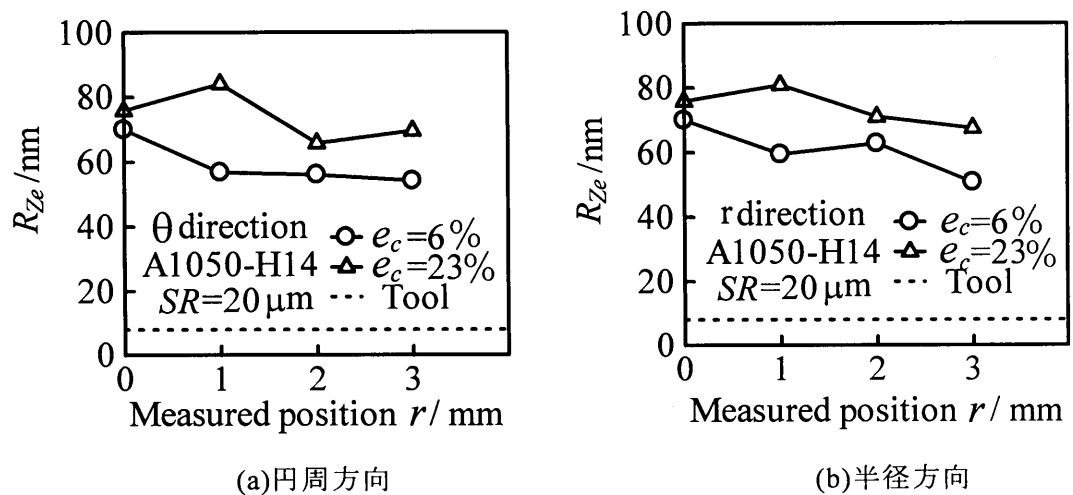 100
80
60
40
20
0
R_Ze /nm
θ direction
A1050-H14
SR=20 μm
e_c=6%
e_c=23%
Tool
0 1 2 3
Measured position r / mm
(a)円周方向
100
80
60
40
20
0
R_Ze /nm
r direction
A1050-H14
SR=20 μm
e_c=6%
e_c=23%
Tool
0 1 2 3
Measured position r / mm
(b)半径方向